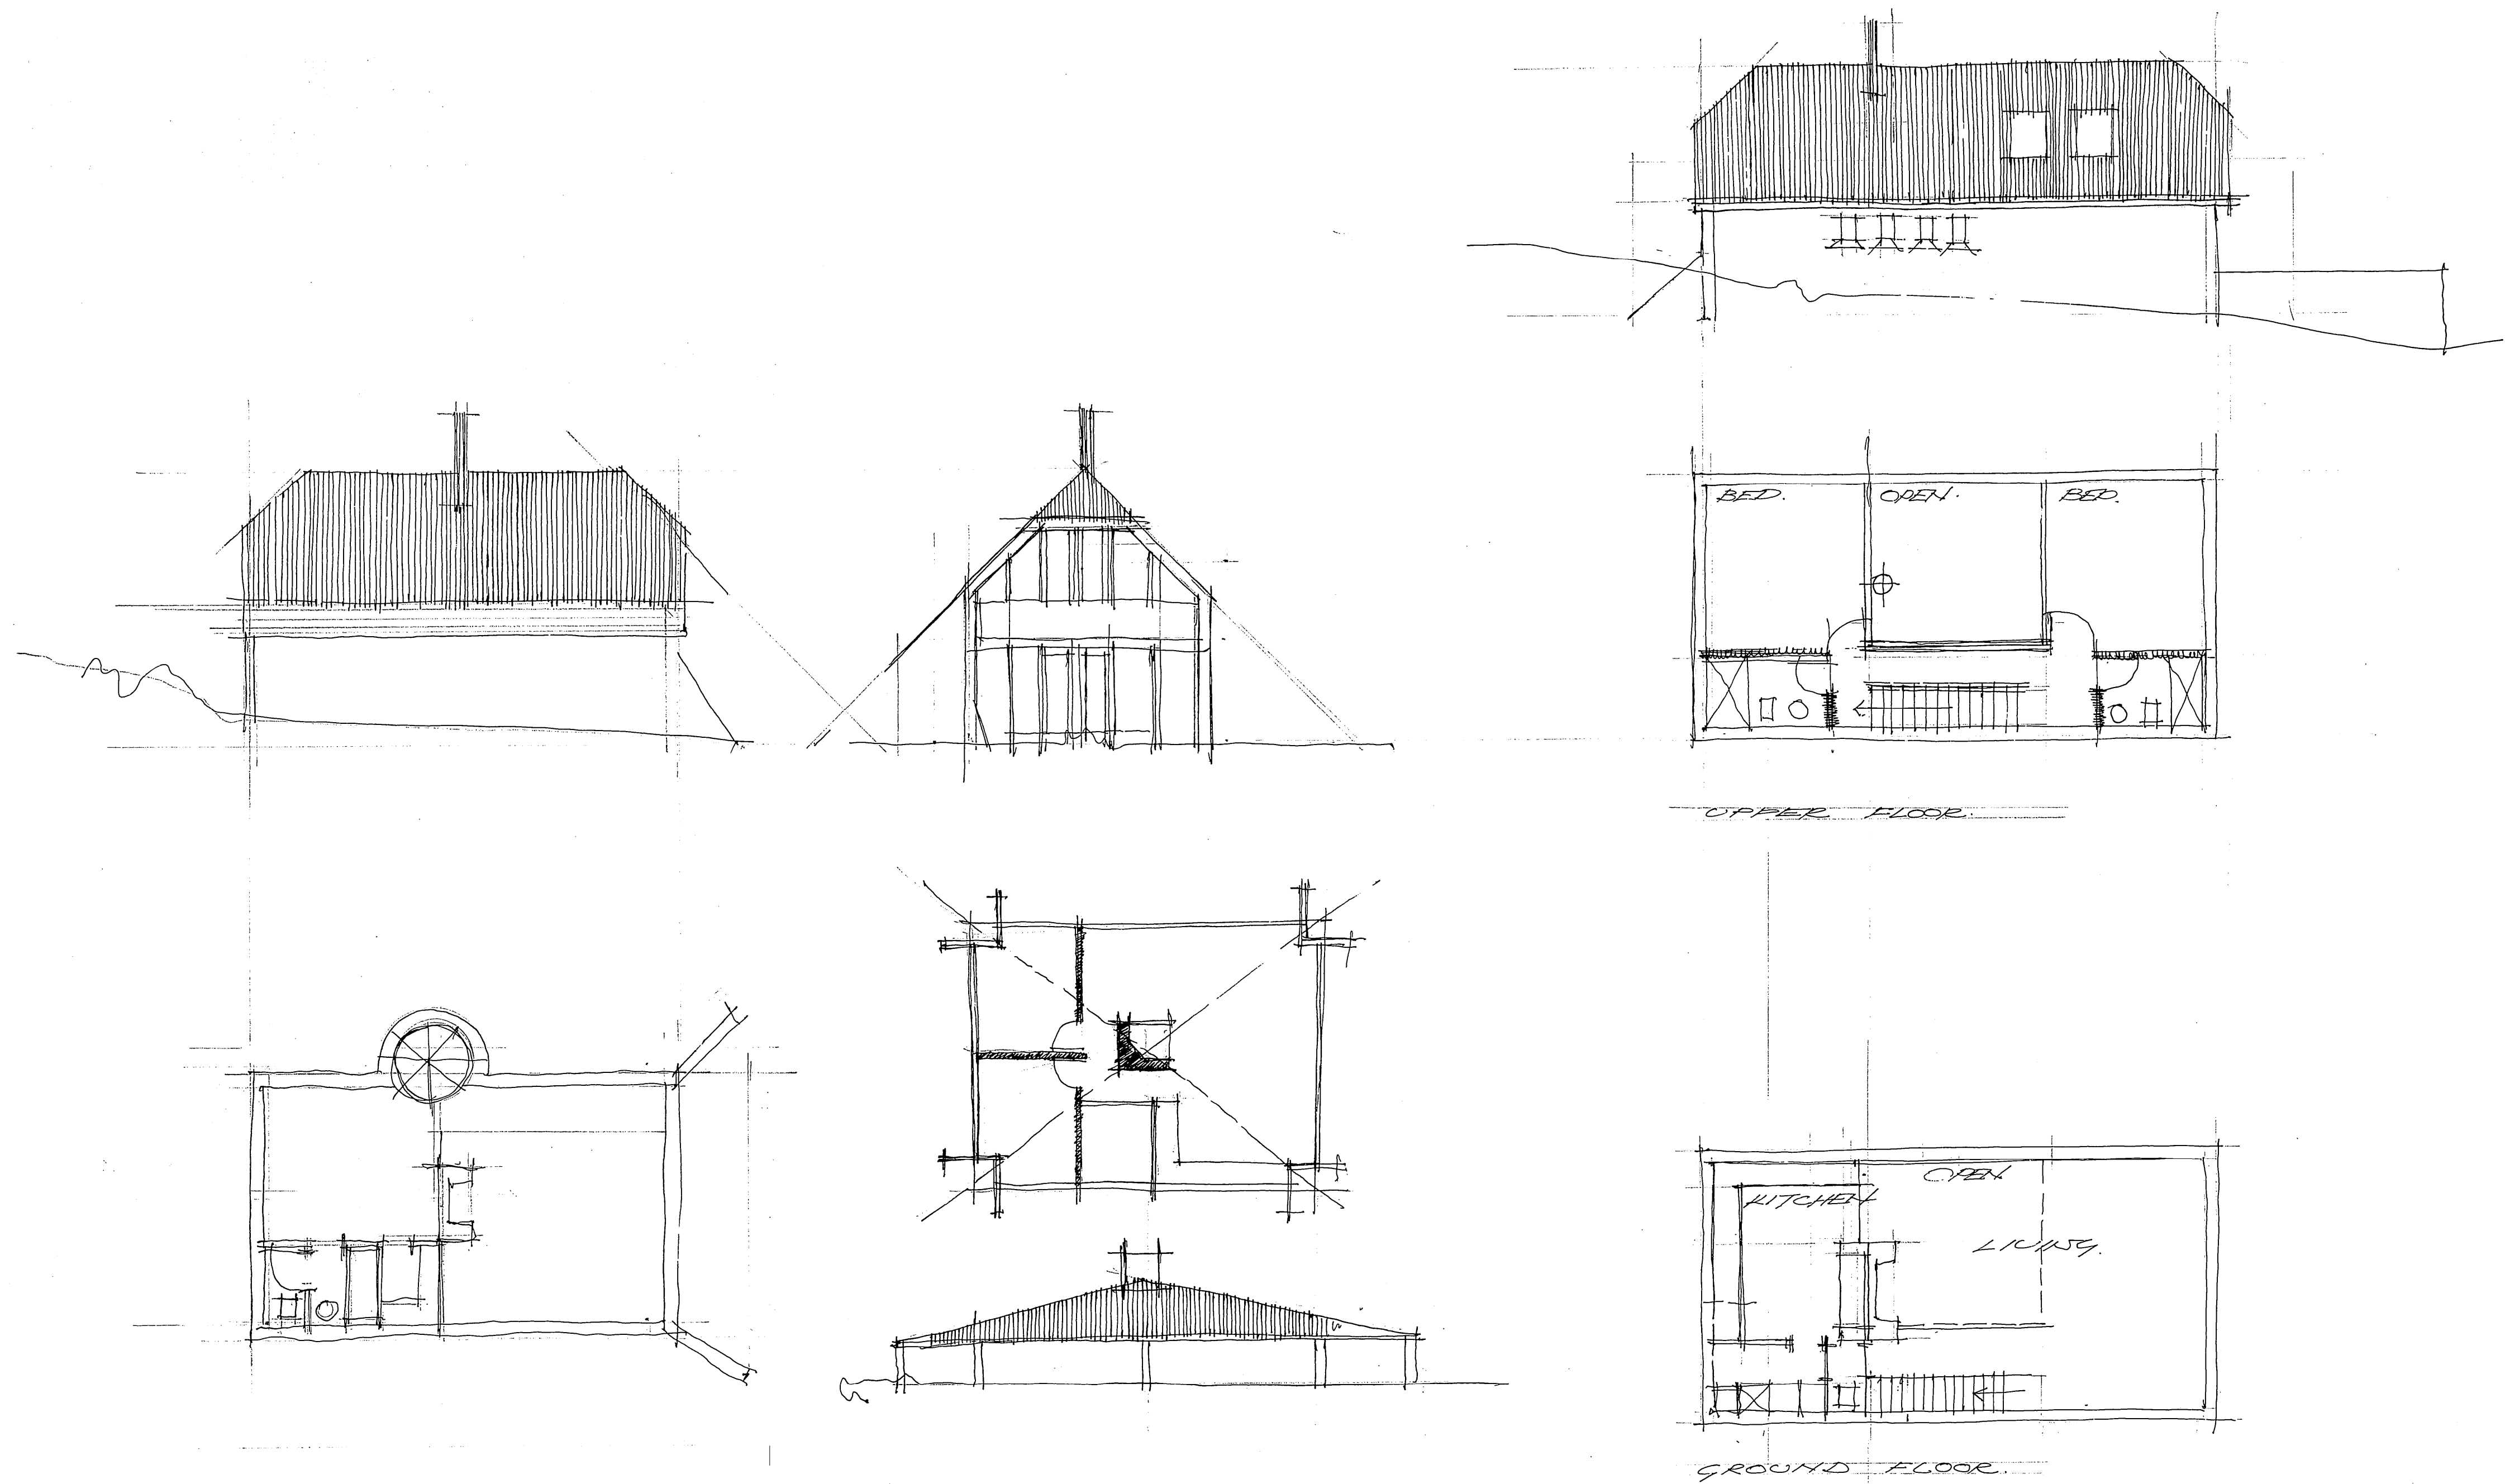 BED. OPEN. BED.
UPPER FLOOR.
OPEN
KITCHEN
LIVING.
GROUND FLOOR.